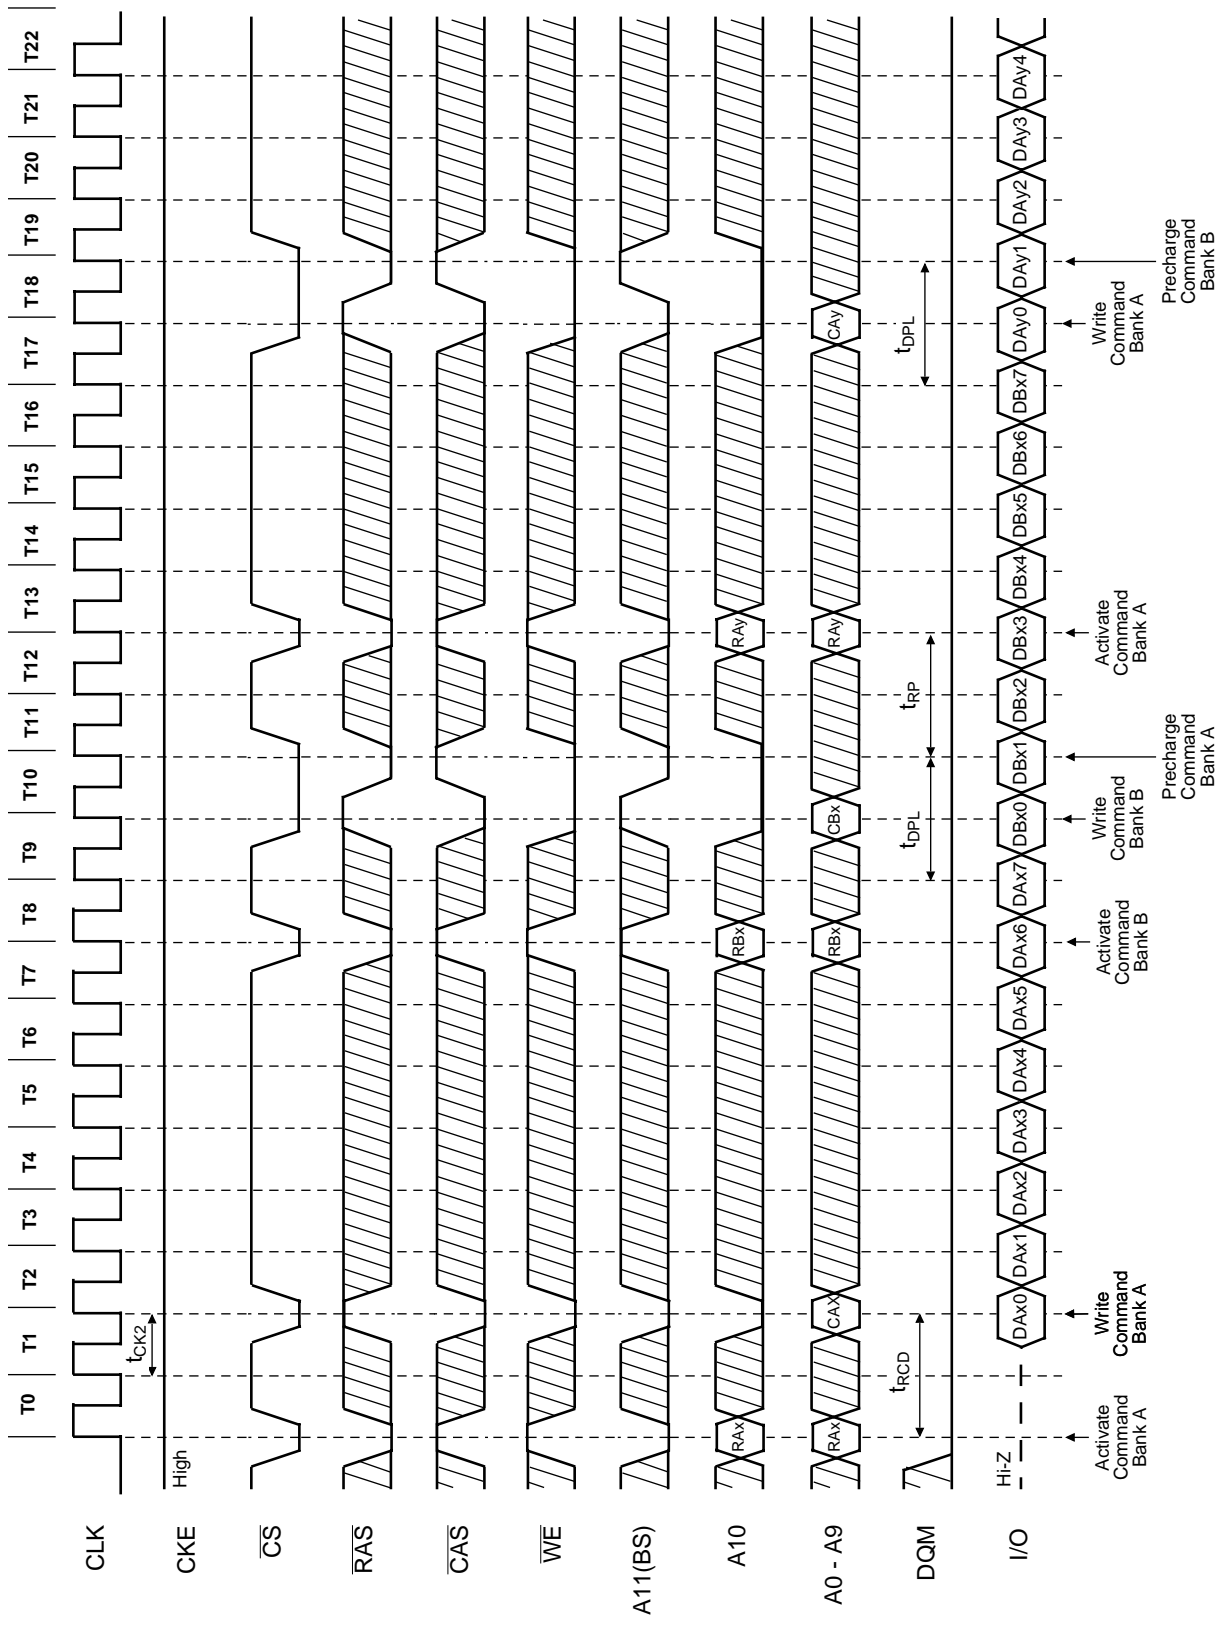 T0 T1 T2 T3 T4 T5 T6 T7 T8 T9 T10 T11 T12 T13 T14 T15 T16 T17 T18 T19 T20 T21 T22
CLK
tCK2
CKE
High
CS
RAS
CAS
WE
A11(BS)
A10
RAx RBx RAy
A0 - A9
RAx CAX RBx CBx RAy CAy
DQM
tRCD tDPL tRP tDPL
I/O
Hi-Z
DAx0 DAx1 DAx2 DAx3 DAx4 DAx5 DAx6 DAx7 DBx0 DBx1 DBx2 DBx3 DBx4 DBx5 DBx6 DBx7 DAy0 DAy1 DAy2 DAy3 DAy4
Activate
Command
Bank A
Write
Command
Bank A
Activate
Command
Bank B
Write
Command
Bank B
Precharge
Command
Bank A
Activate
Command
Bank A
Write
Command
Bank A
Precharge
Command
Bank B